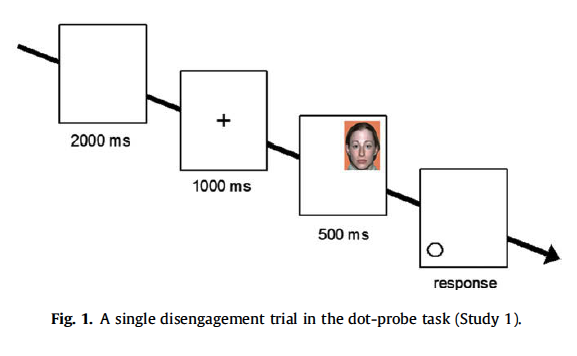 2000 ms
+
1000 ms
500 ms
response
Fig. 1. A single disengagement trial in the dot-probe task (Study 1).